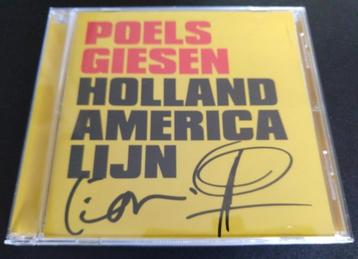 POELS
GIESEN
HOLLAND
AMERICA
LIJN